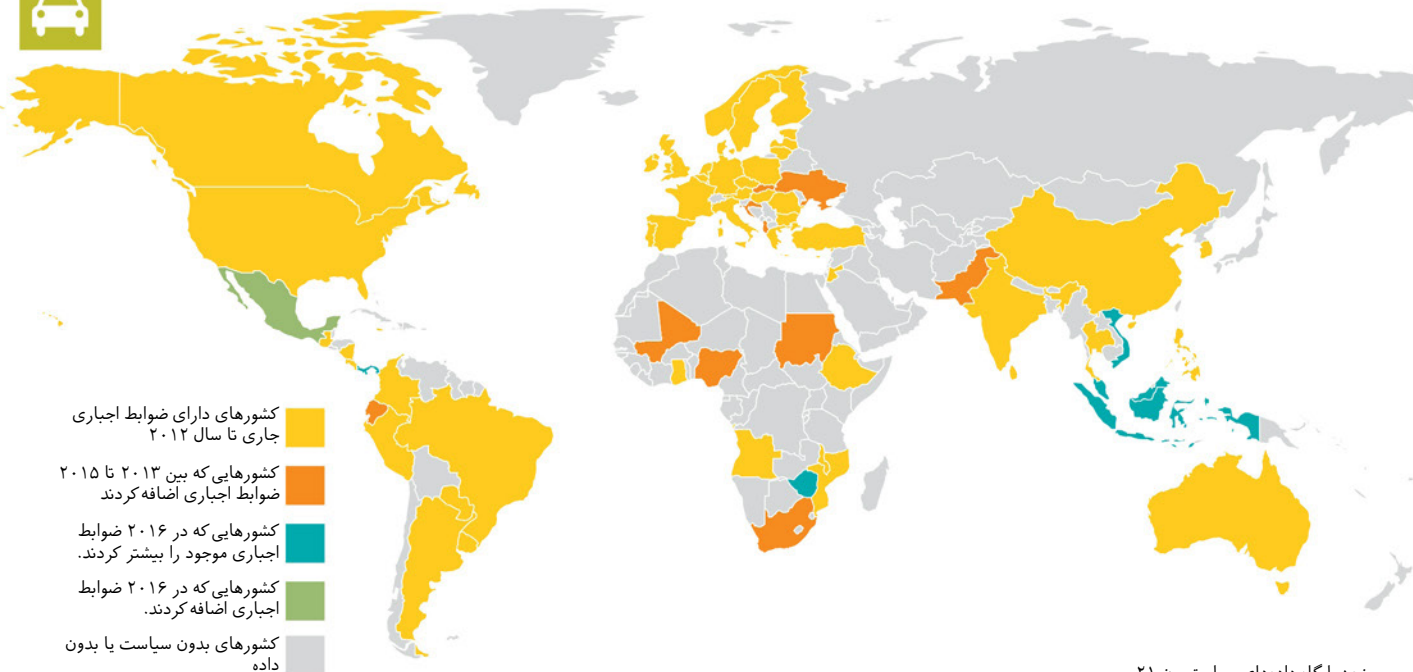 کشورهای دارای ضوابط اجباری
جاری تا سال ۲۰۱۲
کشورهایی که بین ۲۰۱۳ تا ۲۰۱۵
ضوابط اجباری اضافه کردند
کشورهایی که در ۲۰۱۶ ضوابط
اجباری موجود را بیشتر کردند.
کشورهایی که در ۲۰۱۶ ضوابط
اجباری اضافه کردند.
کشورهای بدون سیاست یا بدون
داده